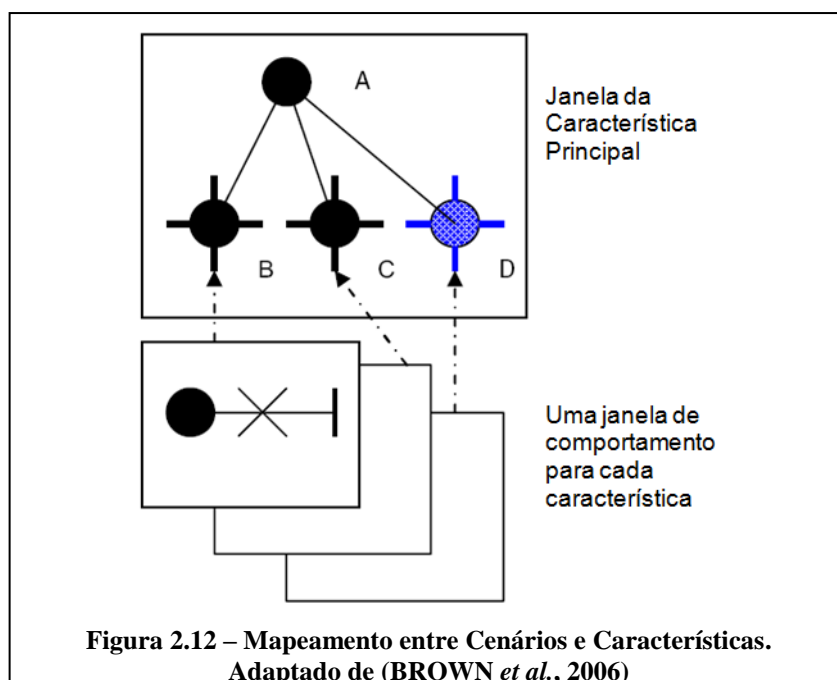 A
Janela da
Característica
Principal
B
C
D
Uma janela de
comportamento
para cada
característica
Figura 2.12 – Mapeamento entre Cenários e Características.
Adaptado de (BROWN et al., 2006)